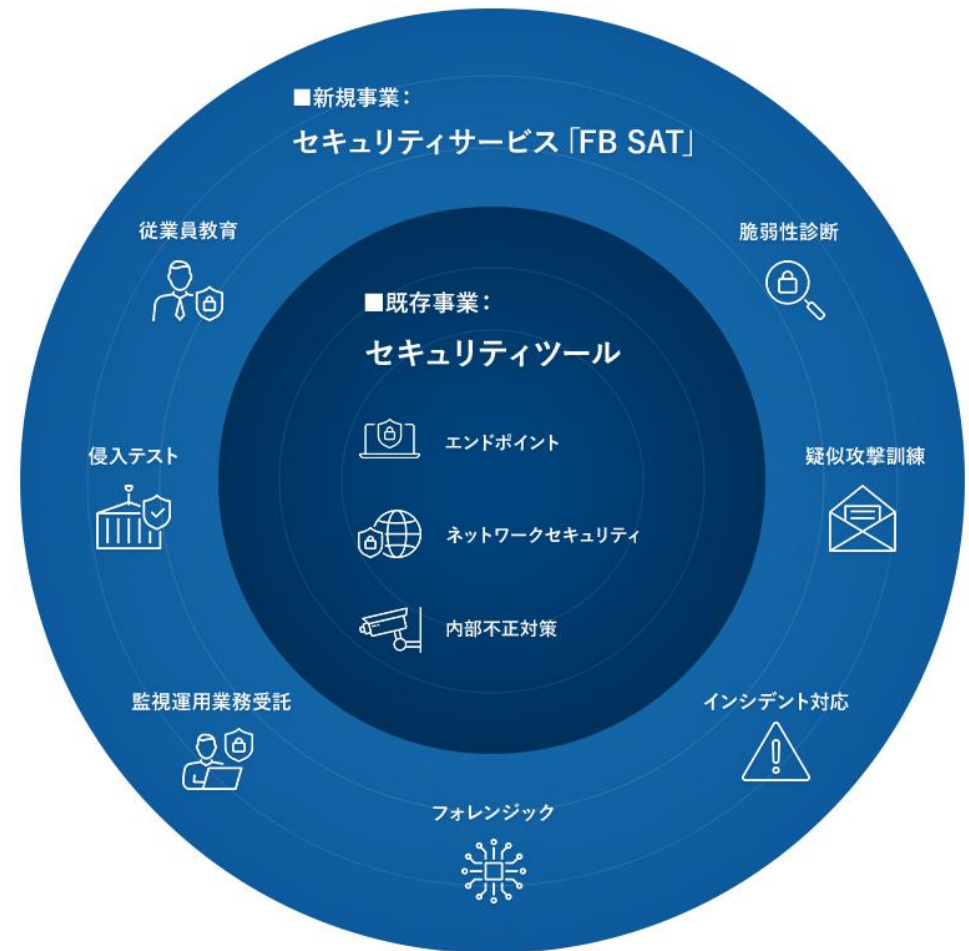 ■新規事業：
セキュリティサービス「FB SAT」
従業員教育
脆弱性診断
■既存事業：
セキュリティツール
エンドポイント
侵入テスト
疑似攻撃訓練
ネットワークセキュリティ
内部不正対策
監視運用業務受託
インシデント対応
フォレンジック